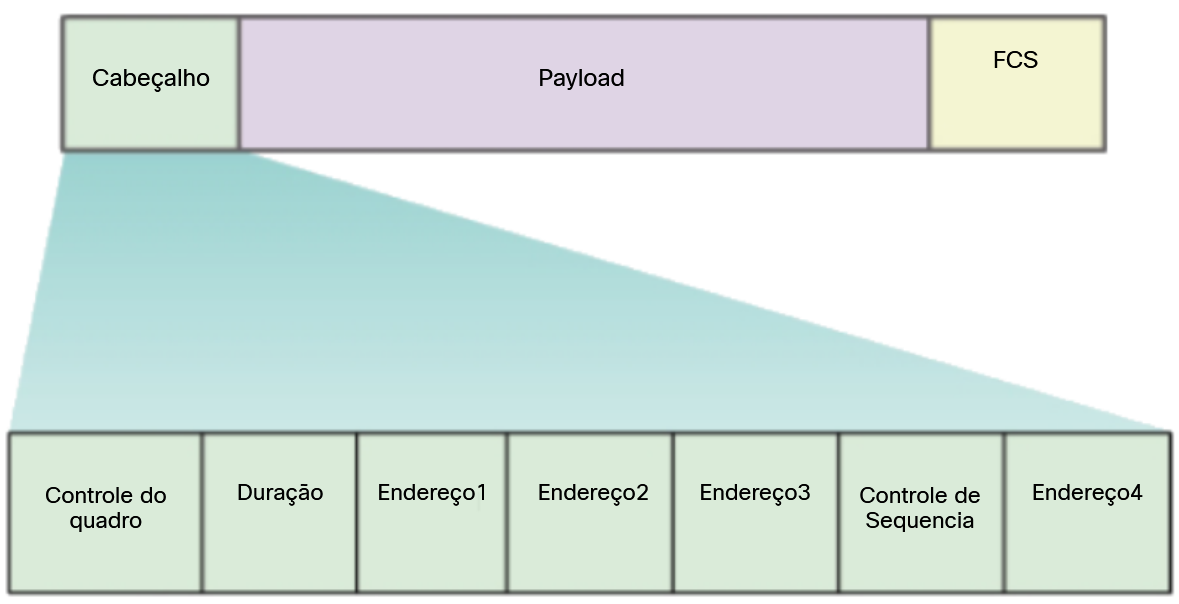 Cabeçalho
Payload
FCS
Controle do
quadro
Duração
Endereço1
Endereço2
Endereço3
Controle de
Sequencia
Endereço4